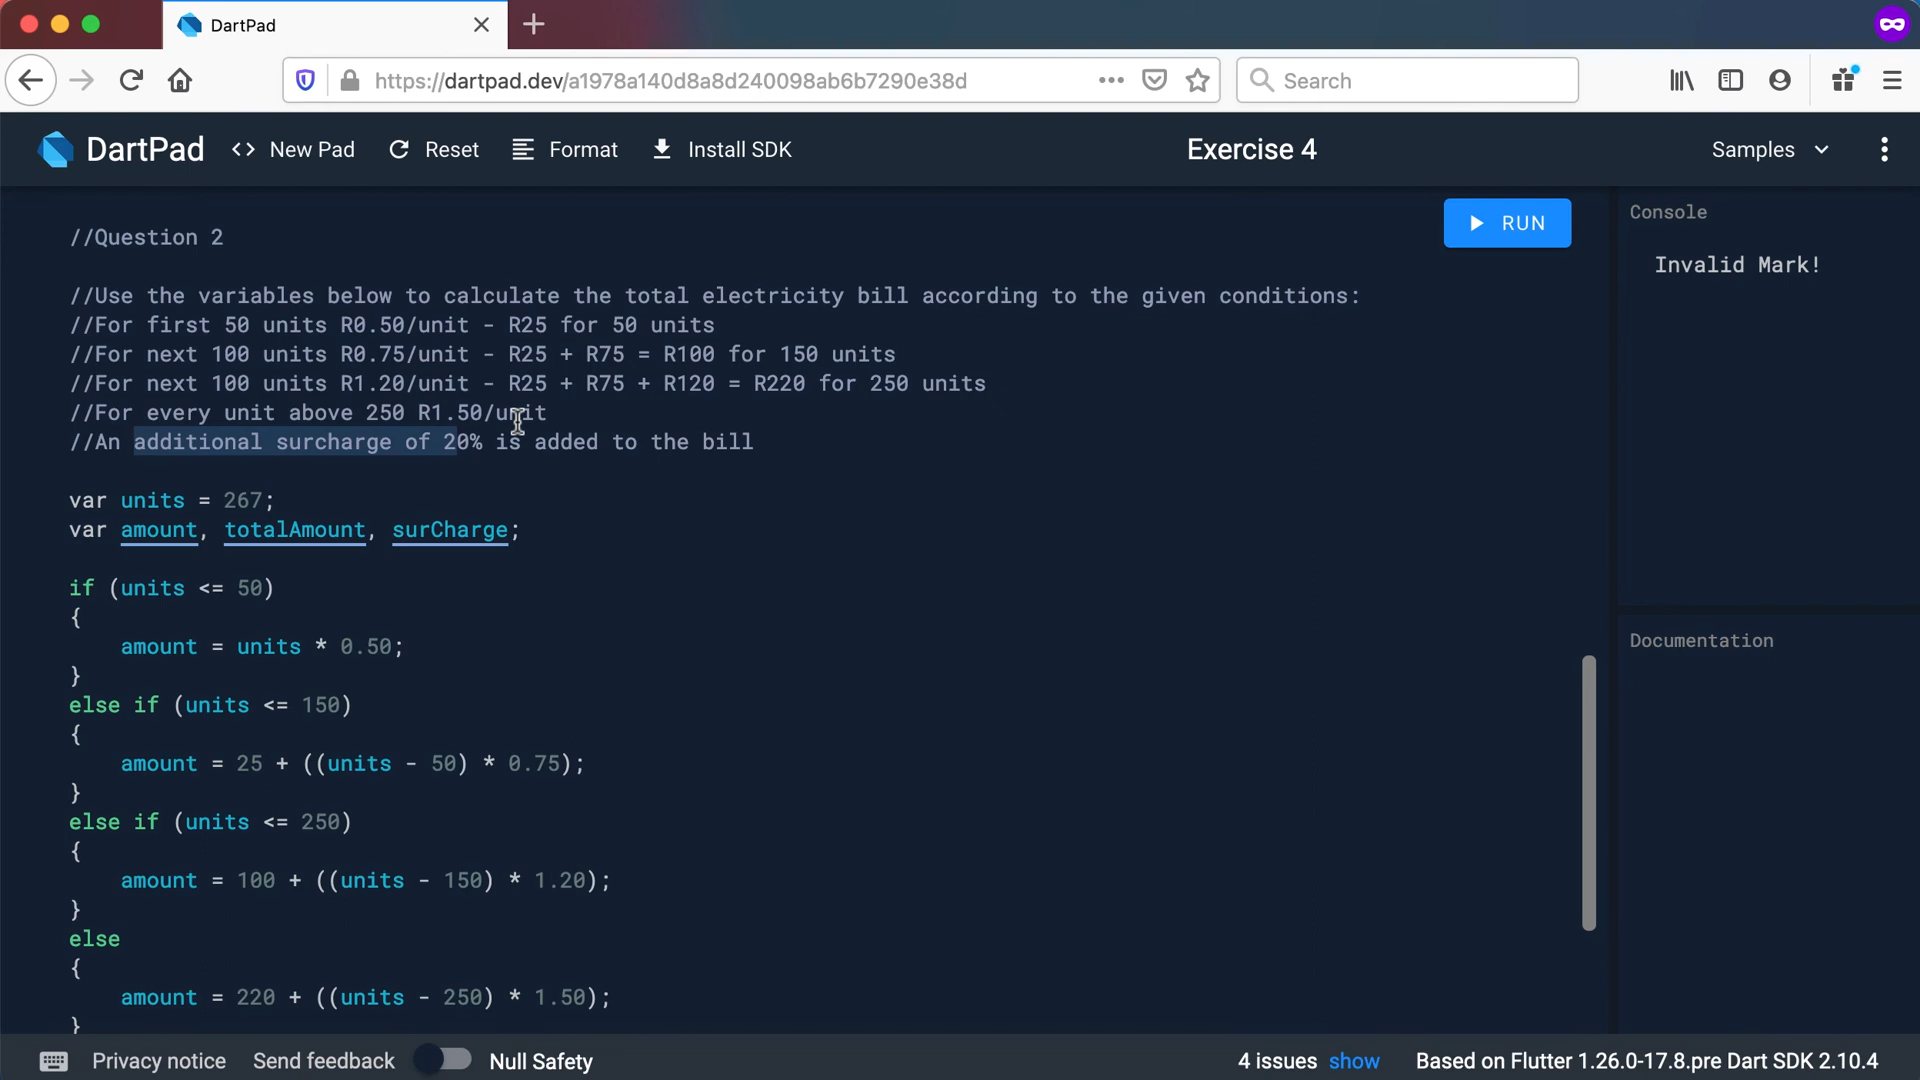 DartPad
https://dartpad.dev/a1978a140d8a8d240098ab6b7290e38d
Search
DartPad
<> New Pad
Reset
Format
Install SDK
Exercise 4
Samples
//Question 2
//Use the variables below to calculate the total electricity bill according to the given conditions:
//For first 50 units R0.50/unit - R25 for 50 units
//For next 100 units R0.75/unit - R25 + R75 = R100 for 150 units
//For next 100 units R1.20/unit - R25 + R75 + R120 = R220 for 250 units
//For every unit above 250 R1.50/unit
//An additional surcharge of 20% is added to the bill
var units = 267;
var amount, totalAmount, surCharge;
if (units <= 50)
{
amount = units * 0.50;
}
else if (units <= 150)
{
amount = 25 + ((units - 50) * 0.75);
}
else if (units <= 250)
{
amount = 100 + ((units - 150) * 1.20);
}
else
{
amount = 220 + ((units - 250) * 1.50);
}
RUN
Console
Invalid Mark!
Documentation
Privacy notice
Send feedback
Null Safety
4 issues show
Based on Flutter 1.26.0-17.8.pre Dart SDK 2.10.4